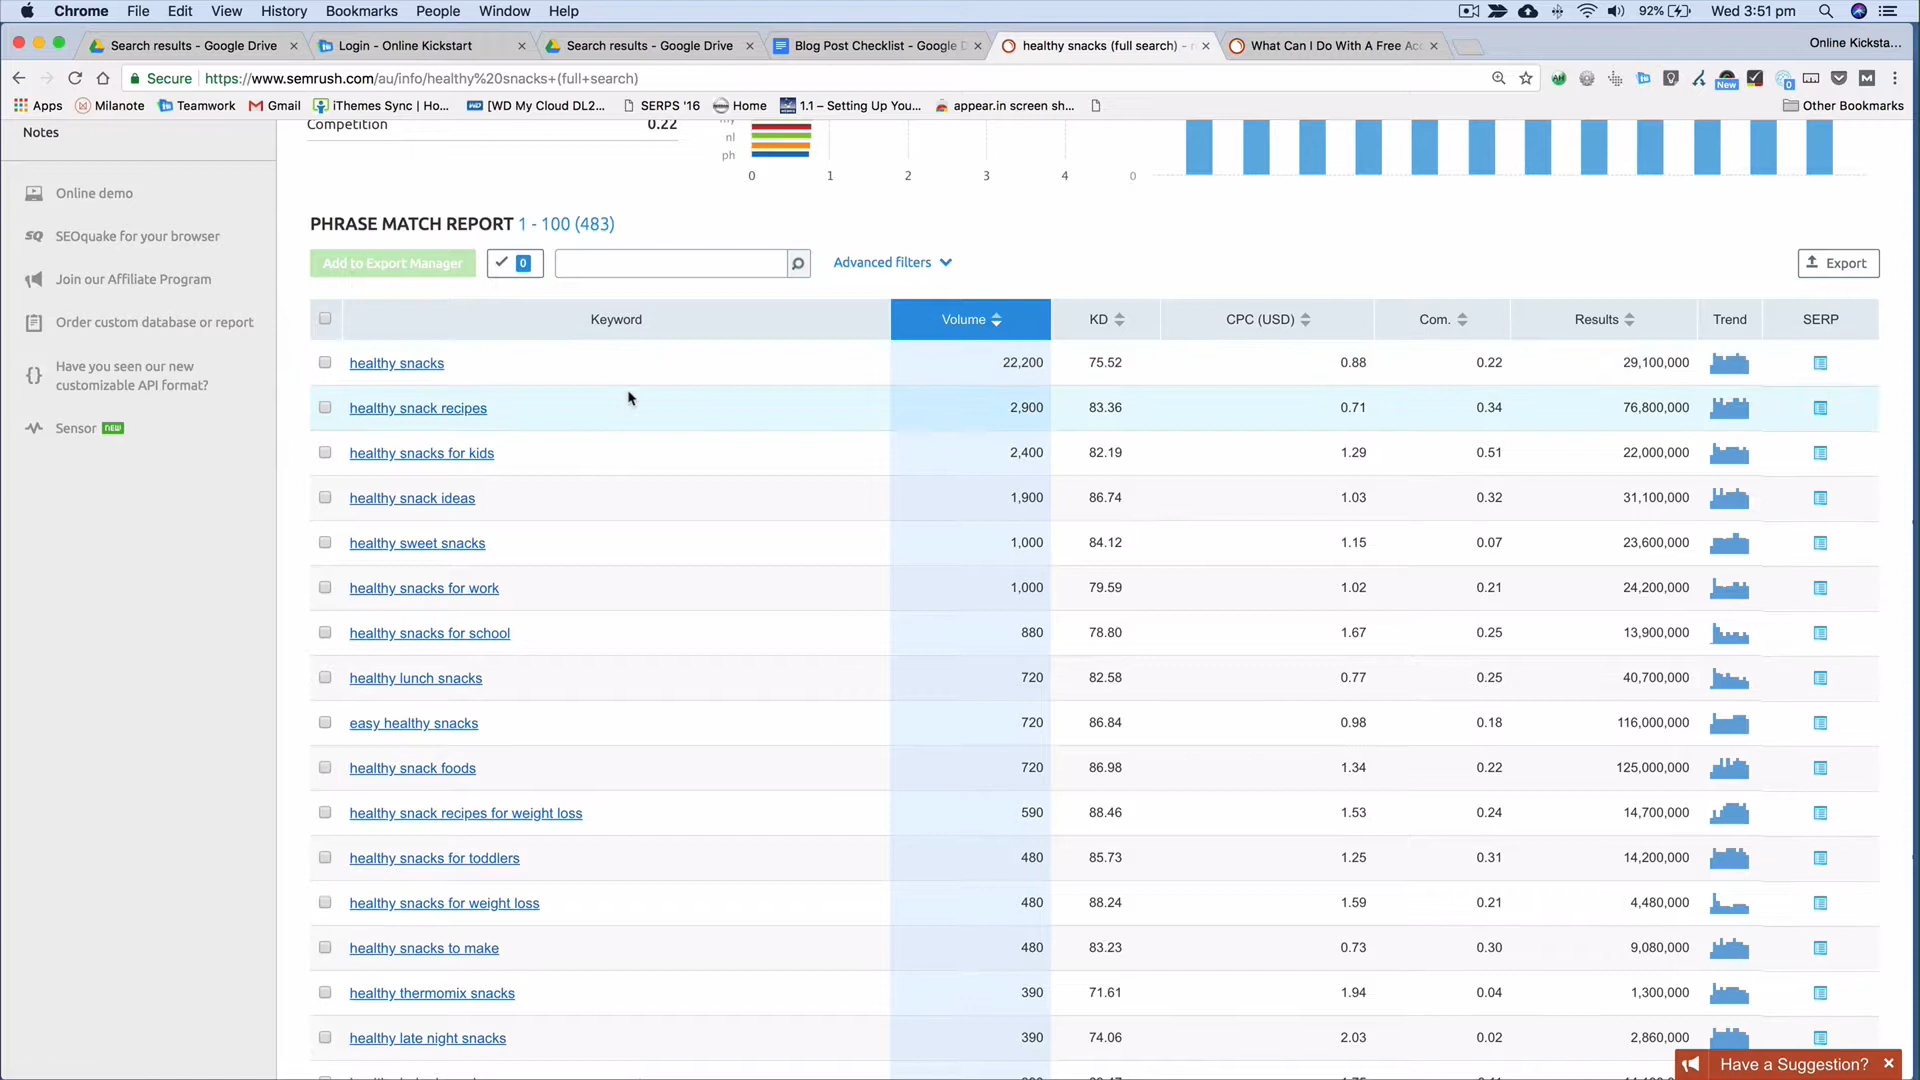 Chrome File Edit View History Bookmarks People Window Help 92% Wed 3:51 pm
Search results - Google Drive Login - Online Kickstart Search results - Google Drive Blog Post Checklist - Google D healthy snacks (full search) - What Can I Do With A Free Acc Online Kicksta...
Secure https://www.semrush.com/au/info/healthy%20snacks+(full+search) New 0
Apps Milanote Teamwork Gmail iThemes Sync | Ho... [WD My Cloud DL2... SERPS '16 Home 1.1 – Setting Up You... appear.in screen sh... Other Bookmarks
Notes
Online demo
SEOquake for your browser
Join our Affiliate Program
Order custom database or report
Have you seen our new
customizable API format?
Sensor NEW
Competition 0.22
nl
ph
0 1 2 3 4 0
PHRASE MATCH REPORT 1 - 100 (483)
Add to Export Manager 0 Advanced filters Export
Keyword Volume KD CPC (USD) Com. Results Trend SERP
healthy snacks 22,200 75.52 0.88 0.22 29,100,000
healthy snack recipes 2,900 83.36 0.71 0.34 76,800,000
healthy snacks for kids 2,400 82.19 1.29 0.51 22,000,000
healthy snack ideas 1,900 86.74 1.03 0.32 31,100,000
healthy sweet snacks 1,000 84.12 1.15 0.07 23,600,000
healthy snacks for work 1,000 79.59 1.02 0.21 24,200,000
healthy snacks for school 880 78.80 1.67 0.25 13,900,000
healthy lunch snacks 720 82.58 0.77 0.25 40,700,000
easy healthy snacks 720 86.84 0.98 0.18 116,000,000
healthy snack foods 720 86.98 1.34 0.22 125,000,000
healthy snack recipes for weight loss 590 88.46 1.53 0.24 14,700,000
healthy snacks for toddlers 480 85.73 1.25 0.31 14,200,000
healthy snacks for weight loss 480 88.24 1.59 0.21 4,480,000
healthy snacks to make 480 83.23 0.73 0.30 9,080,000
healthy thermomix snacks 390 71.61 1.94 0.04 1,300,000
healthy late night snacks 390 74.06 2.03 0.02 2,860,000
Have a Suggestion?